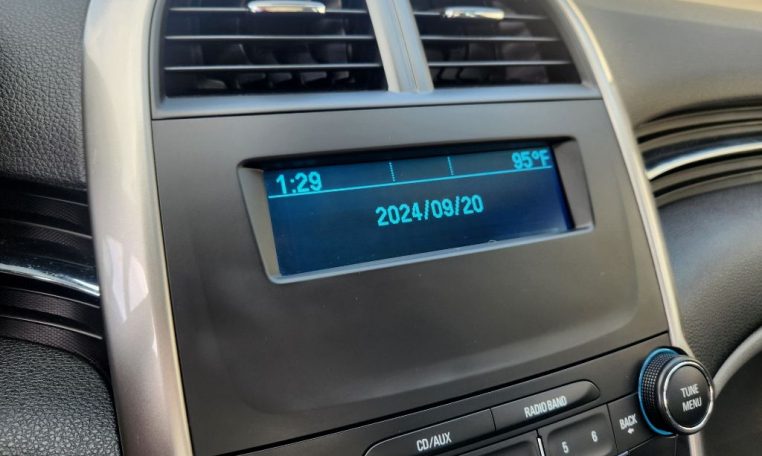 1:29 95°F
2024/09/20
TUNE
MENU
RADIO BAND
CD/AUX
5 6 BACK